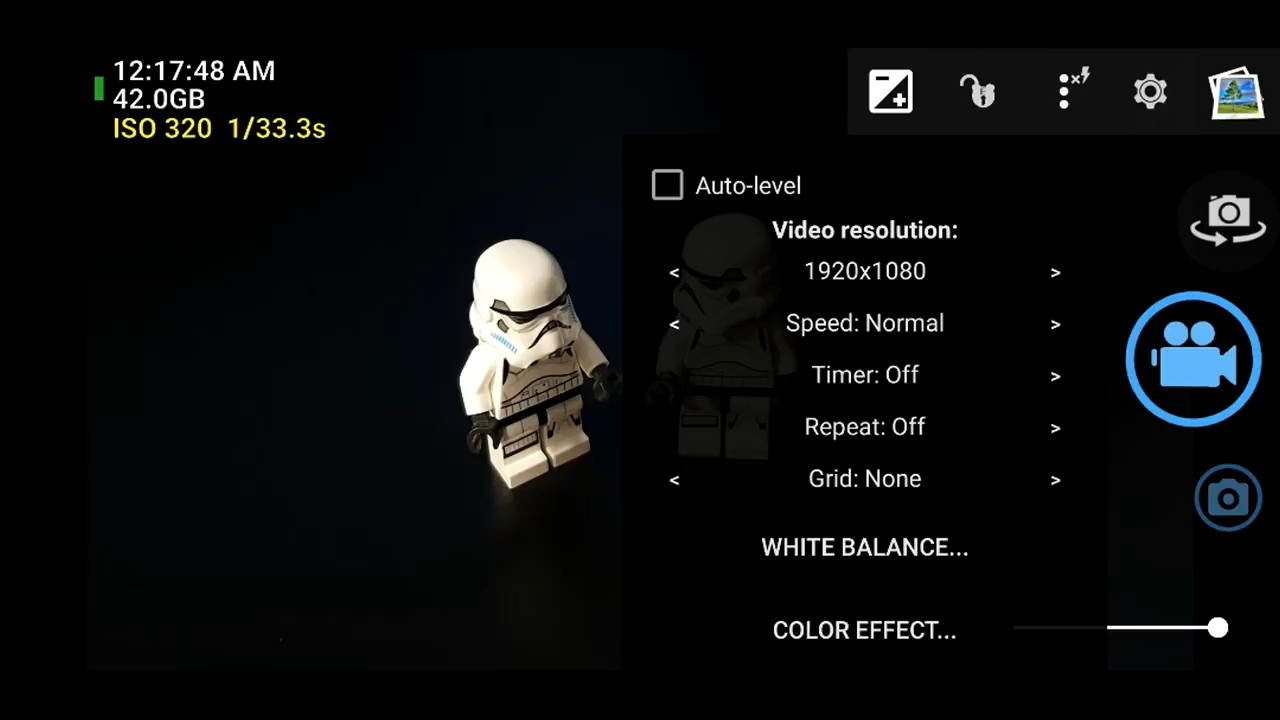 12:17:48 AM
42.0GB
ISO 320 1/33.3s
Auto-level
Video resolution:
< 1920x1080 >
< Speed: Normal >
Timer: Off >
Repeat: Off >
< Grid: None >
WHITE BALANCE...
COLOR EFFECT...